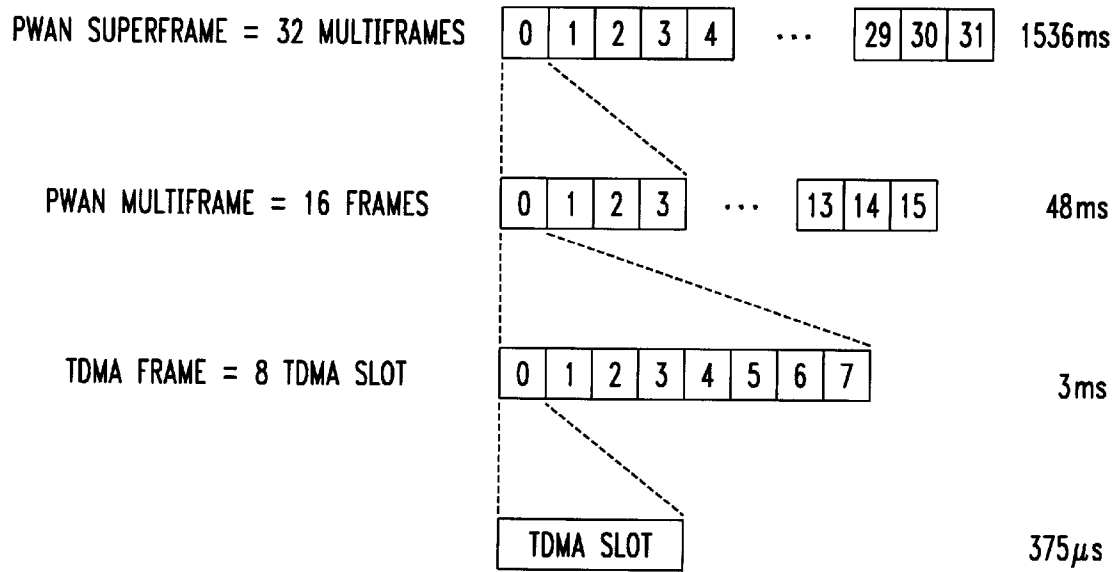 PWAN SUPERFRAME = 32 MULTIFRAMES 0 1 2 3 4 ... 29 30 31 1536ms
PWAN MULTIFRAME = 16 FRAMES 0 1 2 3 ... 13 14 15 48ms
TDMA FRAME = 8 TDMA SLOT 0 1 2 3 4 5 6 7 3ms
TDMA SLOT 375μs